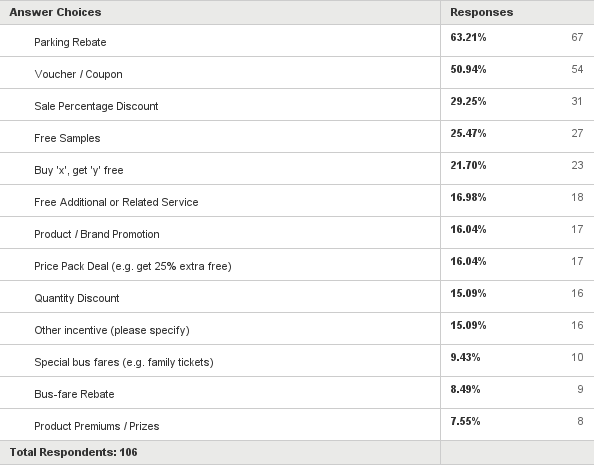 Answer Choices Responses
Parking Rebate 63.21% 67
Voucher / Coupon 50.94% 54
Sale Percentage Discount 29.25% 31
Free Samples 25.47% 27
Buy 'x', get 'y' free 21.70% 23
Free Additional or Related Service 16.98% 18
Product / Brand Promotion 16.04% 17
Price Pack Deal (e.g. get 25% extra free) 16.04% 17
Quantity Discount 15.09% 16
Other incentive (please specify) 15.09% 16
Special bus fares (e.g. family tickets) 9.43% 10
Bus-fare Rebate 8.49% 9
Product Premiums / Prizes 7.55% 8
Total Respondents: 106